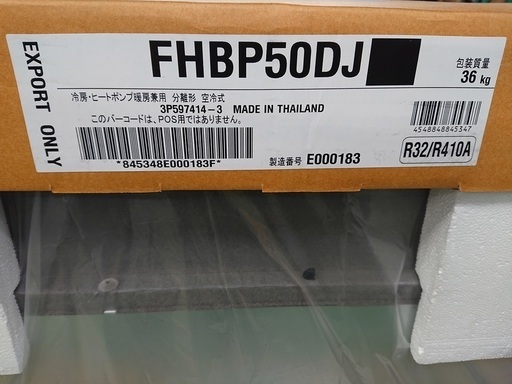 EXPORT ONLY
FHBP50DJ
包装質量
36 kg
冷房・ヒートポンプ暖房兼用 分離形 空冷式
3P597414-3 MADE IN THAILAND
このバーコードは、POS用ではありません。
*845348E000183F*
製造番号 E000183
4548848845347
R32/R410A